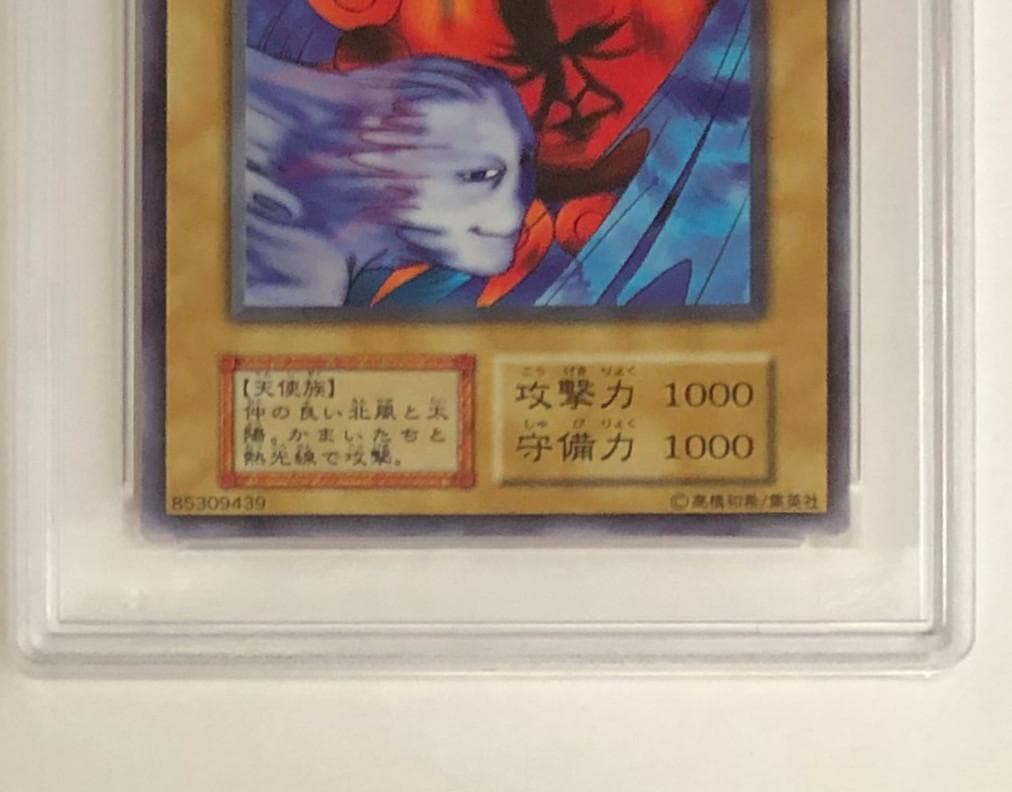 【天使族】
仲の良い北風と太
陽。かまいたちと
熱光線で攻撃。
こう げき りょく
攻撃力 1000
しゅ び りょく
守備力 1000
85309439
©高橋和希/集英社